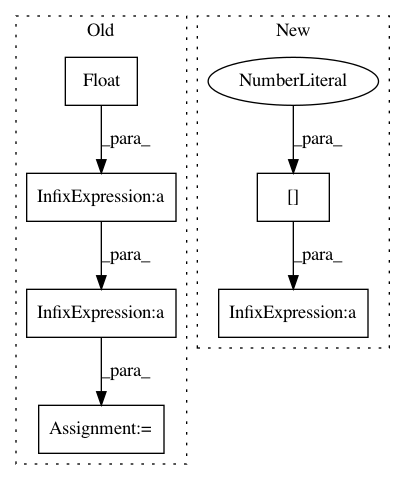 Old
New
Float
NumberLiteral
_para_
_para_
InfixExpression:a
[]
_para_
_para_
InfixExpression:a
InfixExpression:a
_para_
Assignment:=